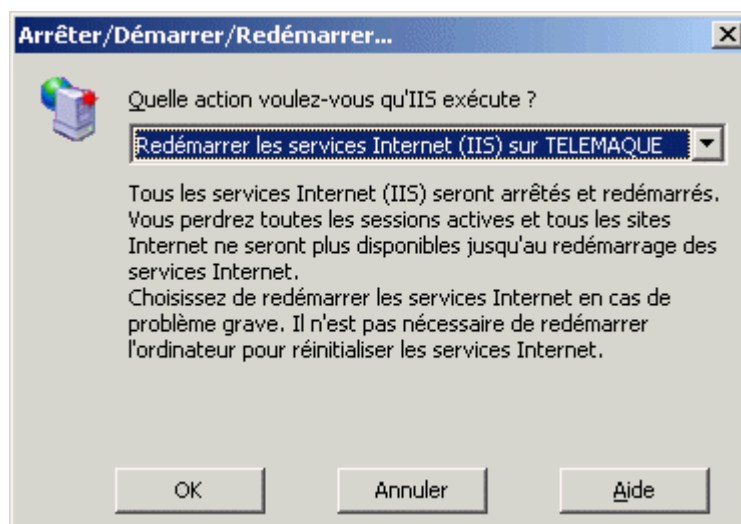 Arrêter/Démarrer/Redémarrer...
Quelle action voulez-vous qu'IIS exécute ?
Redémarrer les services Internet (IIS) sur TELEMAQUE
Tous les services Internet (IIS) seront arrêtés et redémarrés.
Vous perdrez toutes les sessions actives et tous les sites
Internet ne seront plus disponibles jusqu'au redémarrage des
services Internet.
Choisissez de redémarrer les services Internet en cas de
problème grave. Il n'est pas nécessaire de redémarrer
l'ordinateur pour réinitialiser les services Internet.
OK Annuler Aide